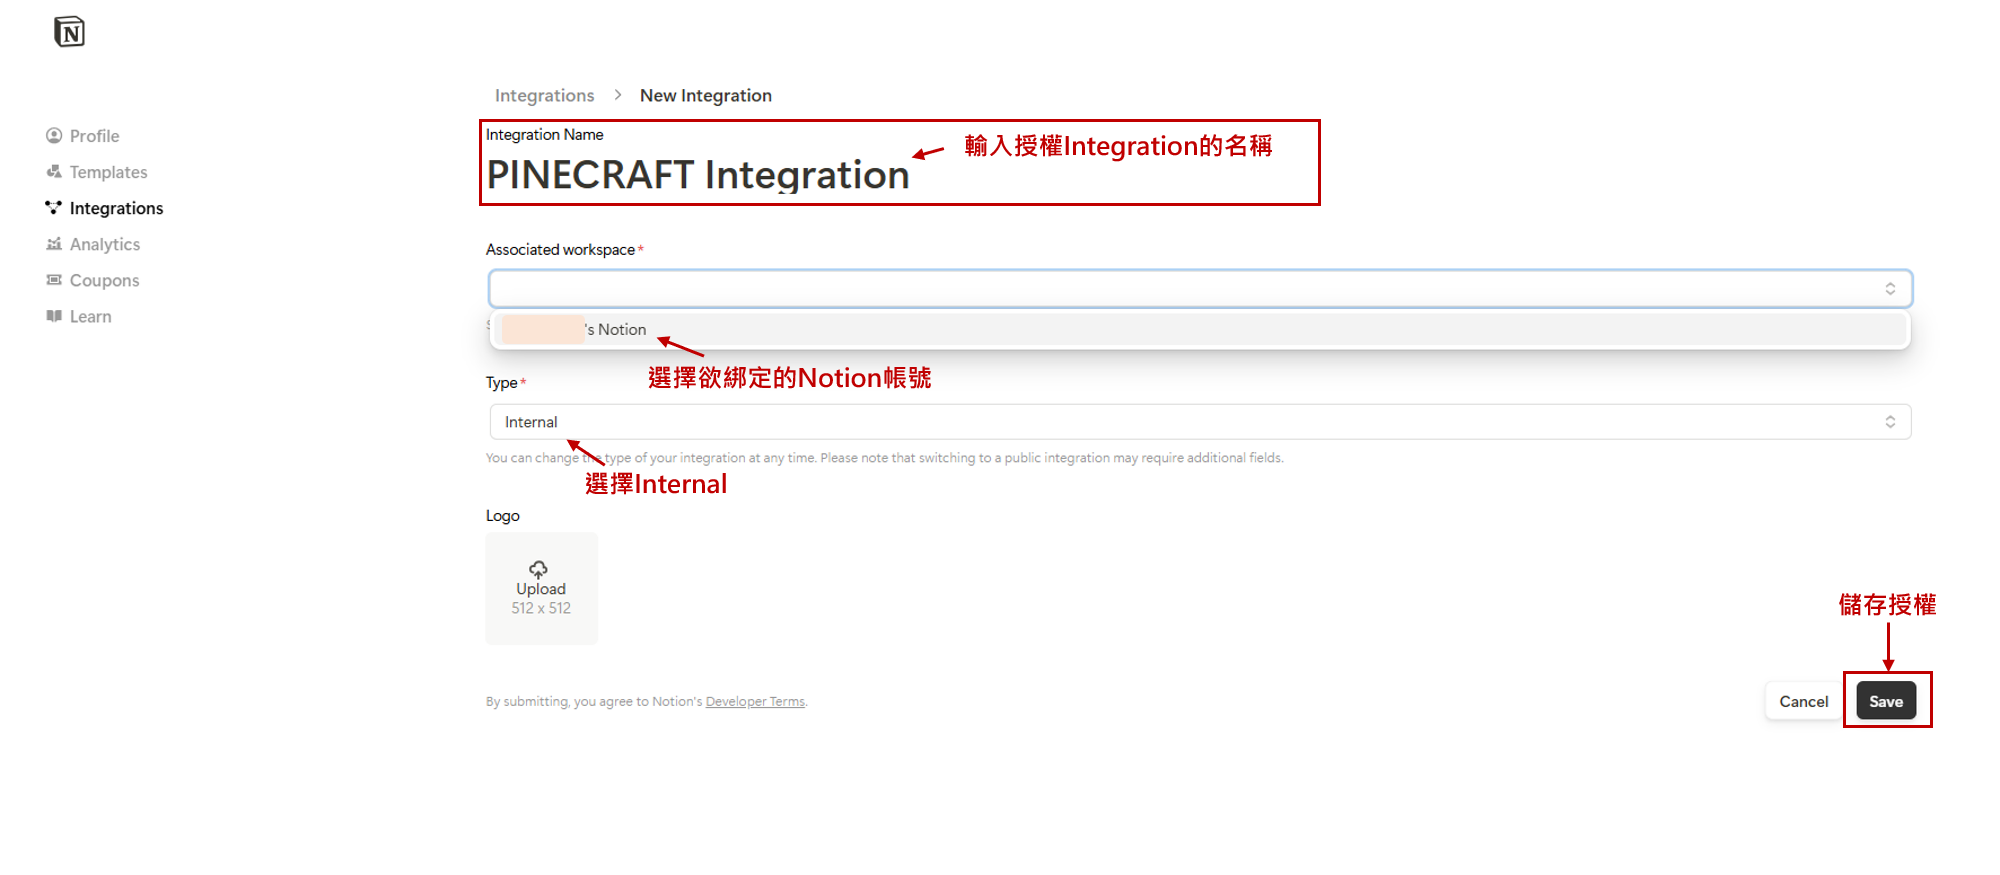 N
Integrations > New Integration
Profile
Templates
Integrations
Analytics
Coupons
Learn
Integration Name
輸入授權Integration的名稱
PINECRAFT Integration
Associated workspace*
's Notion
選擇欲綁定的Notion帳號
Type*
Internal
You can change the type of your integration at any time. Please note that switching to a public integration may require additional fields.
選擇Internal
Logo
Upload
512 x 512
儲存授權
By submitting, you agree to Notion's Developer Terms.
Cancel
Save